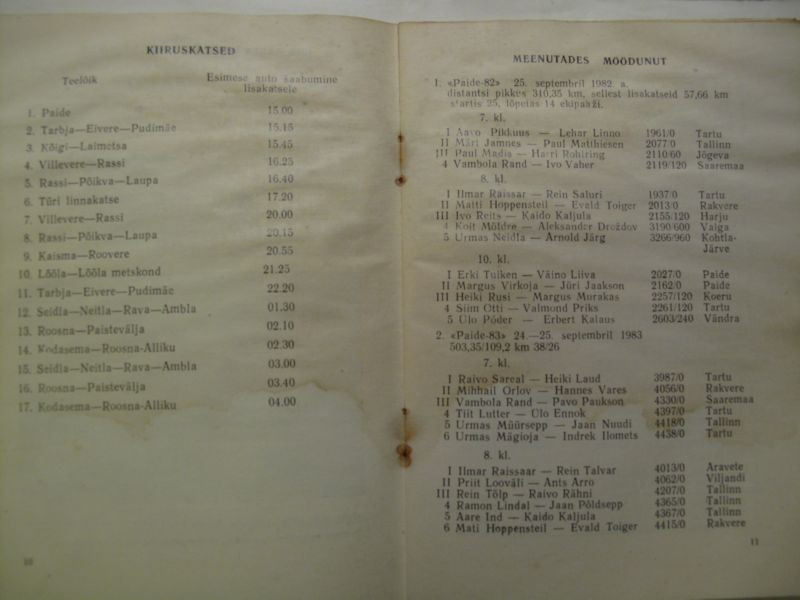 KIIRUSKATSED
Teelõik Esimese auto saabumine
lisakatsele
1. Paide 15.00
2. Tarbja—Eivere—Pudimäe 15.15
3. Kõigi—Laimetsa 15.45
4. Villevere—Rassi 16.25
5. Rassi—Põikva—Laupa 16.40
6. Türi linnakatse 17.20
7. Villevere—Rassi 20.00
8. Rassi—Põikva—Laupa 20.15
9. Kaisma—Roovere 20.55
10. Lõõla—Lõõla metskond 21.25
11. Tarbja—Eivere—Pudimäe 22.20
12. Seidla—Neitla—Rava—Ambla 01.30
13. Roosna—Paistevälja 02.10
14. Kodasema—Roosna-Alliku 02.30
15. Seidla—Neitla—Rava—Ambla 03.00
16. Roosna—Paistevälja 03.40
17. Kodasema—Roosna-Alliku 04.00
10
MEENUTADES MÖÖDUNUT
1. «Paide-82» 25. septembril 1982. a.
distantsi pikkus 310,35 km, sellest lisakatseid 57,66 km
startis 25, lõpetas 14 ekipaaži.
7. kl.
I Aavo Pikkuus — Lehar Linno 1961/0 Tartu
II Märi Jamnes — Paul Matthiesen 2077/0 Tallinn
III Paul Madis — Harri Rohtring 2110/60 Jõgeva
4 Vambola Rand — Ivo Vaher 2119/120 Saaremaa
8. kl.
I Ilmar Raissar — Rein Saluri 1937/0 Tartu
II Matti Hoppensteil — Evald Toiger 2013/0 Rakvere
III Ivo Reits — Kaido Kaljula 2155/120 Harju
4 Koit Möldre — Aleksander Drozdov 3190/600 Valga
5 Urmas Neidla — Arnold Järg 3266/960 Kohtla-
Järve
10. kl.
I Erki Tuiken — Väino Liiva 2027/0 Paide
II Margus Virkoja — Jüri Jaakson 2162/0 Paide
III Heiki Rusi — Margus Murakas 2257/120 Koeru
4 Siim Otti — Valmond Priks 2261/120 Tartu
5 Ülo Põder — Erbert Kalaus 2603/240 Vändra
2. «Paide-83» 24.—25. septembril 1983
503,35/109,2 km 38/26
7. kl.
I Raivo Sareal — Heiki Laud 3987/0 Tartu
II Mihhail Orlov — Hannes Vares 4056/0 Rakvere
III Vambola Rand — Pavo Paukson 4330/0 Saaremaa
4 Tiit Lutter — Ülo Ennok 4397/0 Tartu
5 Urmas Müürsepp — Jaan Nuudi 4418/0 Tallinn
6 Urmas Mägioja — Indrek Ilomets 4438/0 Tartu
8. kl.
I Ilmar Raissaar — Rein Talvar 4013/0 Aravete
II Priit Looväli — Ants Arro 4062/0 Viljandi
III Rein Tölp — Raivo Rähni 4207/0 Tallinn
4 Ramon Lindal — Jaan Põldsepp 4365/0 Tallinn
5 Aare Ind — Kaido Kaljula 4367/0 Tallinn
6 Mati Hoppensteil — Evald Toiger 4415/0 Rakvere
11